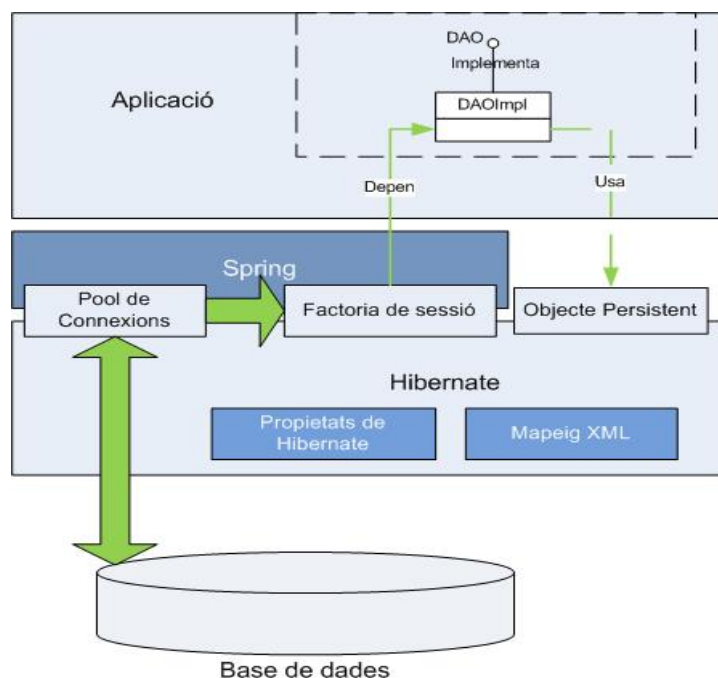 DAO
Implementa
Aplicació
DAOImpl
Depen
Usa
Spring
Pool de
Connexions
Factoria de sessió
Objecte Persistent
Hibernate
Propietats de
Hibernate
Mapeig XML
Base de dades